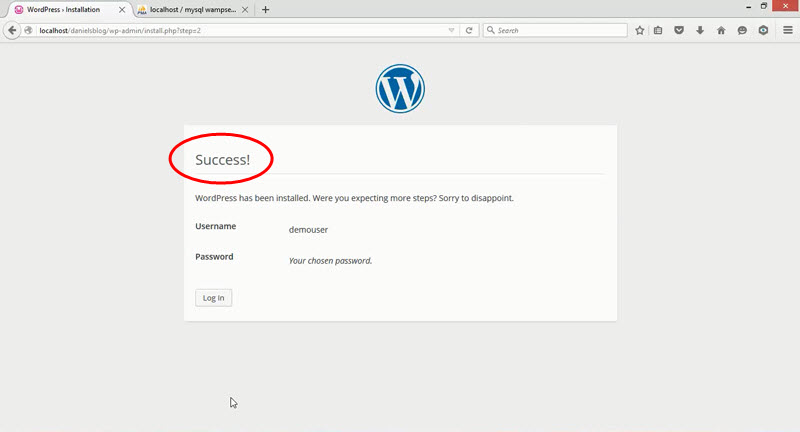 WordPress › Installation
localhost / mysql wampse...
localhost/danielsblog/wp-admin/install.php?step=2
Search
W
Success!
WordPress has been installed. Were you expecting more steps? Sorry to disappoint.
Username demouser
Password Your chosen password.
Log In